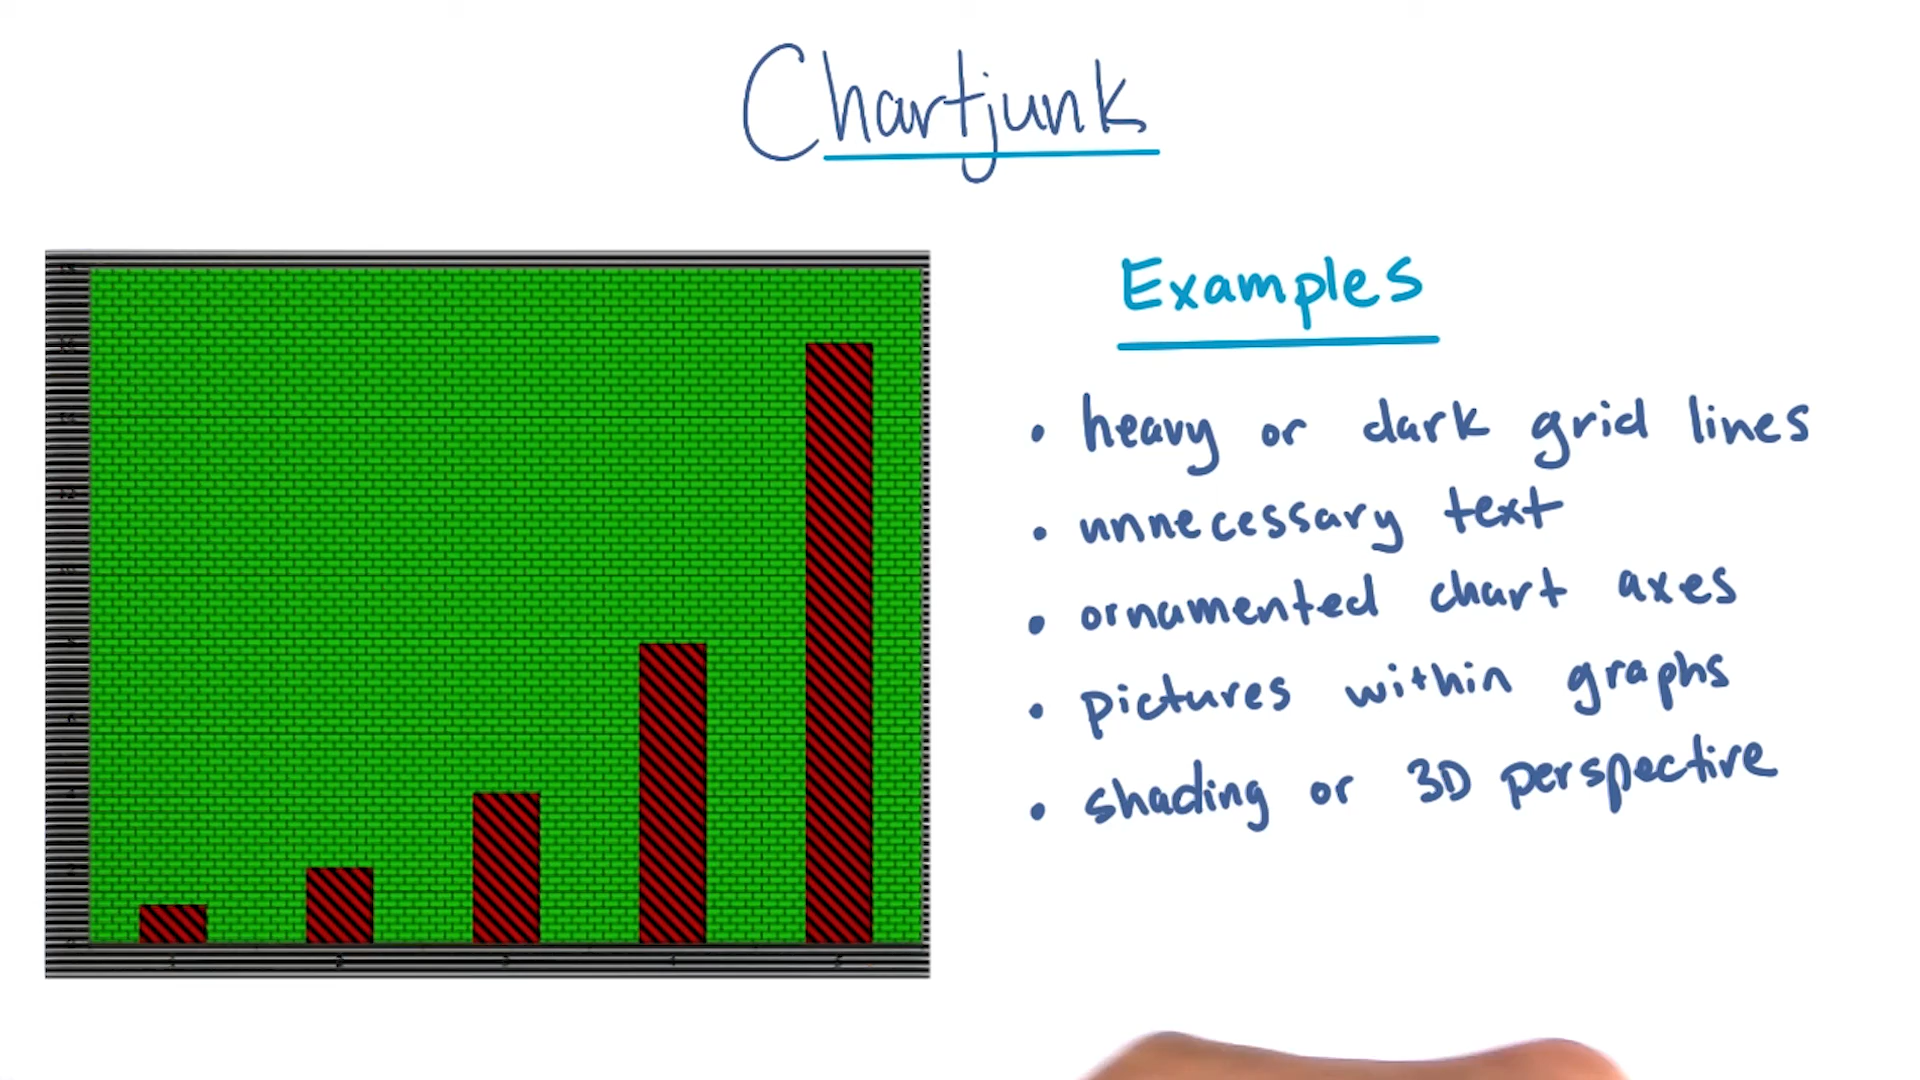 Chartjunk
Examples
• heavy or dark grid lines
• unnecessary text
• ornamented chart axes
• pictures within graphs
• shading or 3D perspective